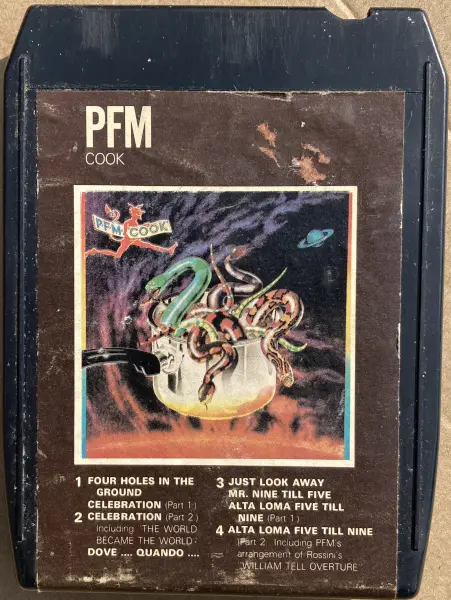 PFM
COOK
P.F.M. COOK
1 FOUR HOLES IN THE
GROUND
CELEBRATION (Part 1)
2 CELEBRATION (Part 2)
Including THE WORLD
BECAME THE WORLD
DOVE .... QUANDO ....
3 JUST LOOK AWAY
MR. NINE TILL FIVE
ALTA LOMA FIVE TILL
NINE (Part 1)
4 ALTA LOMA FIVE TILL NINE
(Part 2 Including PFM's
arrangement of Rossini's
WILLIAM TELL OVERTURE